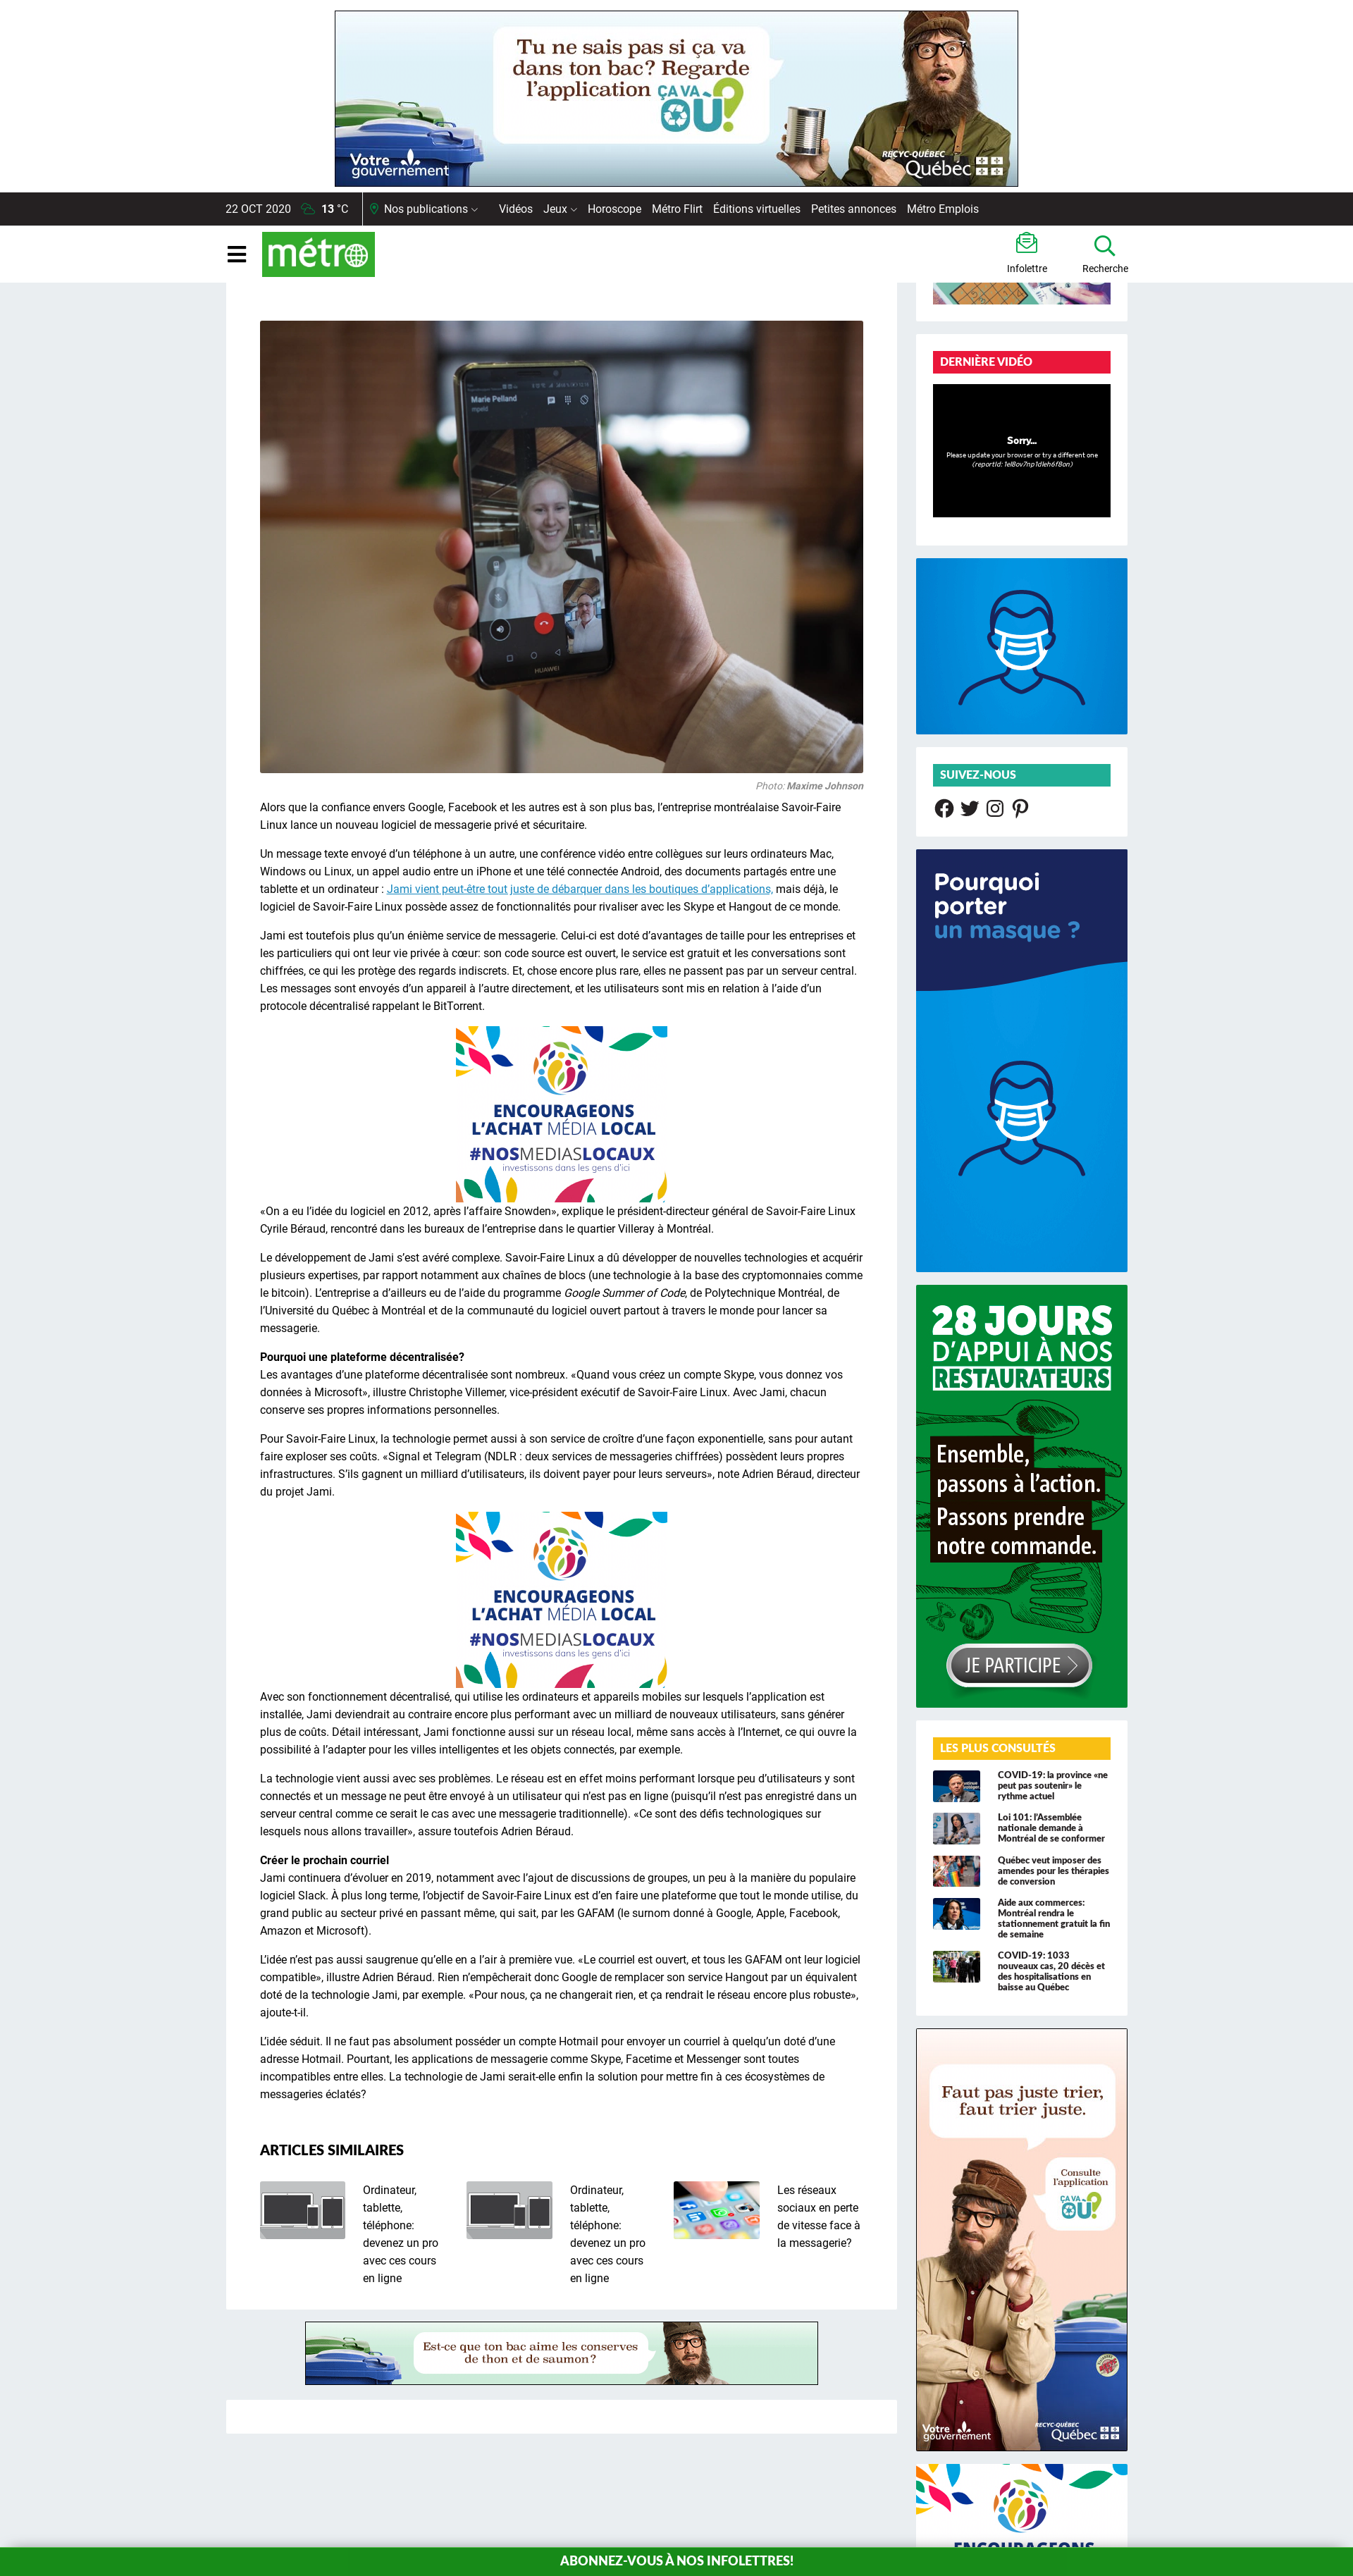 Tu ne sais pas si ça va
dans ton bac? Regarde
l'application ÇA VA
OÙ?
Votre
gouvernement
RECYC-QUÉBEC
Québec
22 OCT 2020 13 °C Nos publications Vidéos Jeux Horoscope Métro Flirt Éditions virtuelles Petites annonces Métro Emplois
métro
Infolettre
Recherche
Marie Pelland
mpeld
HUAWEI
Photo: Maxime Johnson
Alors que la confiance envers Google, Facebook et les autres est à son plus bas, l'entreprise montréalaise Savoir-Faire
Linux lance un nouveau logiciel de messagerie privé et sécuritaire.
Un message texte envoyé d'un téléphone à un autre, une conférence vidéo entre collègues sur leurs ordinateurs Mac,
Windows ou Linux, un appel audio entre un iPhone et une télé connectée Android, des documents partagés entre une
tablette et un ordinateur : Jami vient peut-être tout juste de débarquer dans les boutiques d'applications, mais déjà, le
logiciel de Savoir-Faire Linux possède assez de fonctionnalités pour rivaliser avec les Skype et Hangout de ce monde.
Jami est toutefois plus qu'un énième service de messagerie. Celui-ci est doté d'avantages de taille pour les entreprises et
les particuliers qui ont leur vie privée à cœur: son code source est ouvert, le service est gratuit et les conversations sont
chiffrées, ce qui les protège des regards indiscrets. Et, chose encore plus rare, elles ne passent pas par un serveur central.
Les messages sont envoyés d'un appareil à l'autre directement, et les utilisateurs sont mis en relation à l'aide d'un
protocole décentralisé rappelant le BitTorrent.
ENCOURAGEONS
L'ACHAT MÉDIA LOCAL
#NOSMEDIASLOCAUX
investissons dans les gens d'ici
«On a eu l'idée du logiciel en 2012, après l'affaire Snowden», explique le président-directeur général de Savoir-Faire Linux
Cyrile Béraud, rencontré dans les bureaux de l'entreprise dans le quartier Villeray à Montréal.
Le développement de Jami s'est avéré complexe. Savoir-Faire Linux a dû développer de nouvelles technologies et acquérir
plusieurs expertises, par rapport notamment aux chaînes de blocs (une technologie à la base des cryptomonnaies comme
le bitcoin). L'entreprise a d'ailleurs eu de l'aide du programme Google Summer of Code, de Polytechnique Montréal, de
l'Université du Québec à Montréal et de la communauté du logiciel ouvert partout à travers le monde pour lancer sa
messagerie.
Pourquoi une plateforme décentralisée?
Les avantages d'une plateforme décentralisée sont nombreux. «Quand vous créez un compte Skype, vous donnez vos
données à Microsoft», illustre Christophe Villemer, vice-président exécutif de Savoir-Faire Linux. Avec Jami, chacun
conserve ses propres informations personnelles.
Pour Savoir-Faire Linux, la technologie permet aussi à son service de croître d'une façon exponentielle, sans pour autant
faire exploser ses coûts. «Signal et Telegram (NDLR : deux services de messageries chiffrées) possèdent leurs propres
infrastructures. S'ils gagnent un milliard d'utilisateurs, ils doivent payer pour leurs serveurs», note Adrien Béraud, directeur
du projet Jami.
ENCOURAGEONS
L'ACHAT MÉDIA LOCAL
#NOSMEDIASLOCAUX
investissons dans les gens d'ici
Avec son fonctionnement décentralisé, qui utilise les ordinateurs et appareils mobiles sur lesquels l'application est
installée, Jami deviendrait au contraire encore plus performant avec un milliard de nouveaux utilisateurs, sans générer
plus de coûts. Détail intéressant, Jami fonctionne aussi sur un réseau local, même sans accès à l'Internet, ce qui ouvre la
possibilité à l'adapter pour les villes intelligentes et les objets connectés, par exemple.
La technologie vient aussi avec ses problèmes. Le réseau est en effet moins performant lorsque peu d'utilisateurs y sont
connectés et un message ne peut être envoyé à un utilisateur qui n'est pas en ligne (puisqu'il n'est pas enregistré dans un
serveur central comme ce serait le cas avec une messagerie traditionnelle). «Ce sont des défis technologiques sur
lesquels nous allons travailler», assure toutefois Adrien Béraud.
Créer le prochain courriel
Jami continuera d'évoluer en 2019, notamment avec l'ajout de discussions de groupes, un peu à la manière du populaire
logiciel Slack. À plus long terme, l'objectif de Savoir-Faire Linux est d'en faire une plateforme que tout le monde utilise, du
grand public au secteur privé en passant même, qui sait, par les GAFAM (le surnom donné à Google, Apple, Facebook,
Amazon et Microsoft).
L'idée n'est pas aussi saugrenue qu'elle en a l'air à première vue. «Le courriel est ouvert, et tous les GAFAM ont leur logiciel
compatible», illustre Adrien Béraud. Rien n'empêcherait donc Google de remplacer son service Hangout par un équivalent
doté de la technologie Jami, par exemple. «Pour nous, ça ne changerait rien, et ça rendrait le réseau encore plus robuste»,
ajoute-t-il.
L'idée séduit. Il ne faut pas absolument posséder un compte Hotmail pour envoyer un courriel à quelqu'un doté d'une
adresse Hotmail. Pourtant, les applications de messagerie comme Skype, Facetime et Messenger sont toutes
incompatibles entre elles. La technologie de Jami serait-elle enfin la solution pour mettre fin à ces écosystèmes de
messageries éclatés?
ARTICLES SIMILAIRES
Ordinateur,
tablette,
téléphone:
devenez un pro
avec ces cours
en ligne
Ordinateur,
tablette,
téléphone:
devenez un pro
avec ces cours
en ligne
Les réseaux
sociaux en perte
de vitesse face à
la messagerie?
Est-ce que ton bac aime les conserves
de thon et de saumon?
DERNIÈRE VIDÉO
Sorry...
Please update your browser or try a different one
(reportId: 1el8ov7np1dleh6f8on)
SUIVEZ-NOUS
Pourquoi
porter
un masque ?
28 JOURS
D'APPUI À NOS
RESTAURATEURS
Ensemble,
passons à l'action.
Passons prendre
notre commande.
JE PARTICIPE
LES PLUS CONSULTÉS
COVID-19: la province «ne
peut pas soutenir» le
rythme actuel
Loi 101: l'Assemblée
nationale demande à
Montréal de se conformer
Québec veut imposer des
amendes pour les thérapies
de conversion
Aide aux commerces:
Montréal rendra le
stationnement gratuit la fin
de semaine
COVID-19: 1033
nouveaux cas, 20 décès et
des hospitalisations en
baisse au Québec
Faut pas juste trier,
faut trier juste.
Consulte
l'application
ÇA VA
OÙ?
Votre
gouvernement
RECYC-QUÉBEC
Québec
ENCOURAGEONS
ABONNEZ-VOUS À NOS INFOLETTRES!